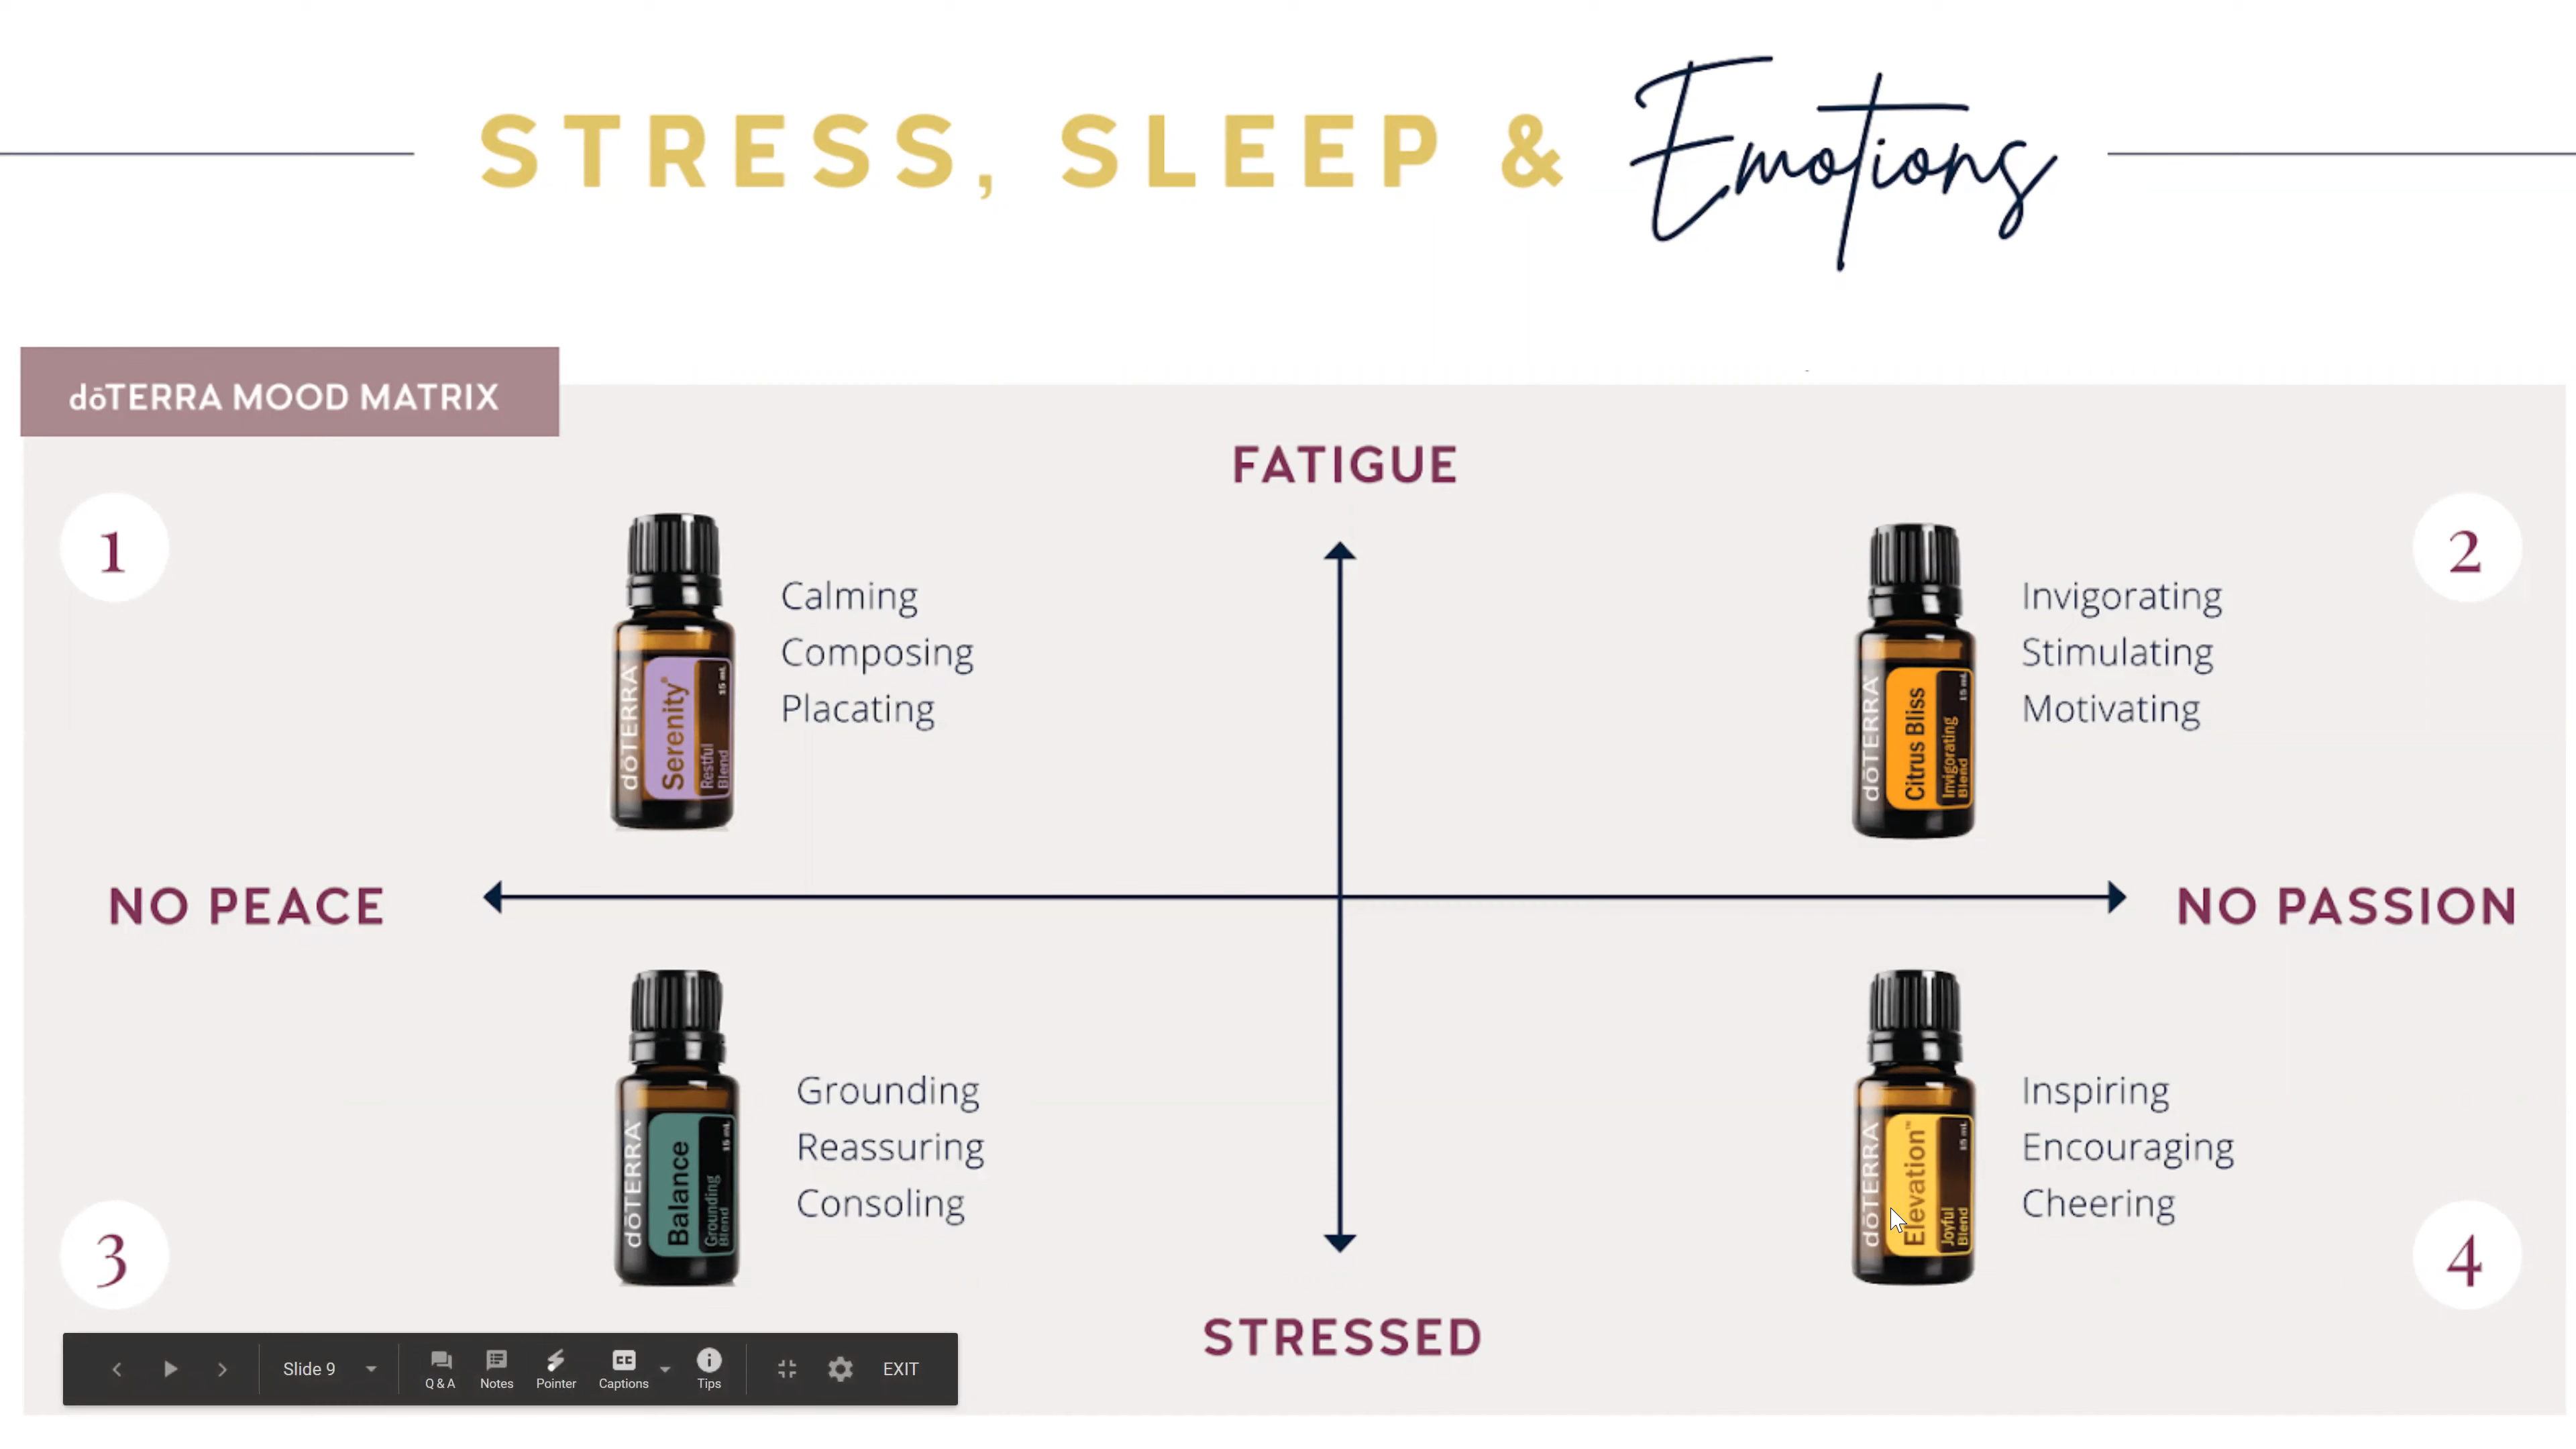 STRESS, SLEEP & Emotions
dōTERRA MOOD MATRIX
FATIGUE
1
dōTERRA
Serenity®
Restful
Blend
15 mL
Calming
Composing
Placating
2
dōTERRA
Citrus Bliss
Invigorating
Blend
15 mL
Invigorating
Stimulating
Motivating
NO PEACE
NO PASSION
3
dōTERRA
Balance
Grounding
Blend
15 mL
Grounding
Reassuring
Consoling
4
dōTERRA
Elevation™
Joyful
Blend
15 mL
Inspiring
Encouraging
Cheering
STRESSED
Slide 9
Q & A
Notes
Pointer
CC
Captions
Tips
EXIT